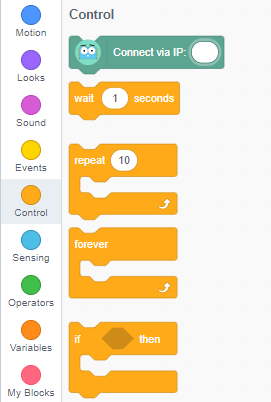 Control
Motion
Connect via IP:
Looks
wait 1 seconds
Sound
Events
repeat 10
Control
forever
Sensing
Operators
Variables
if then
My Blocks